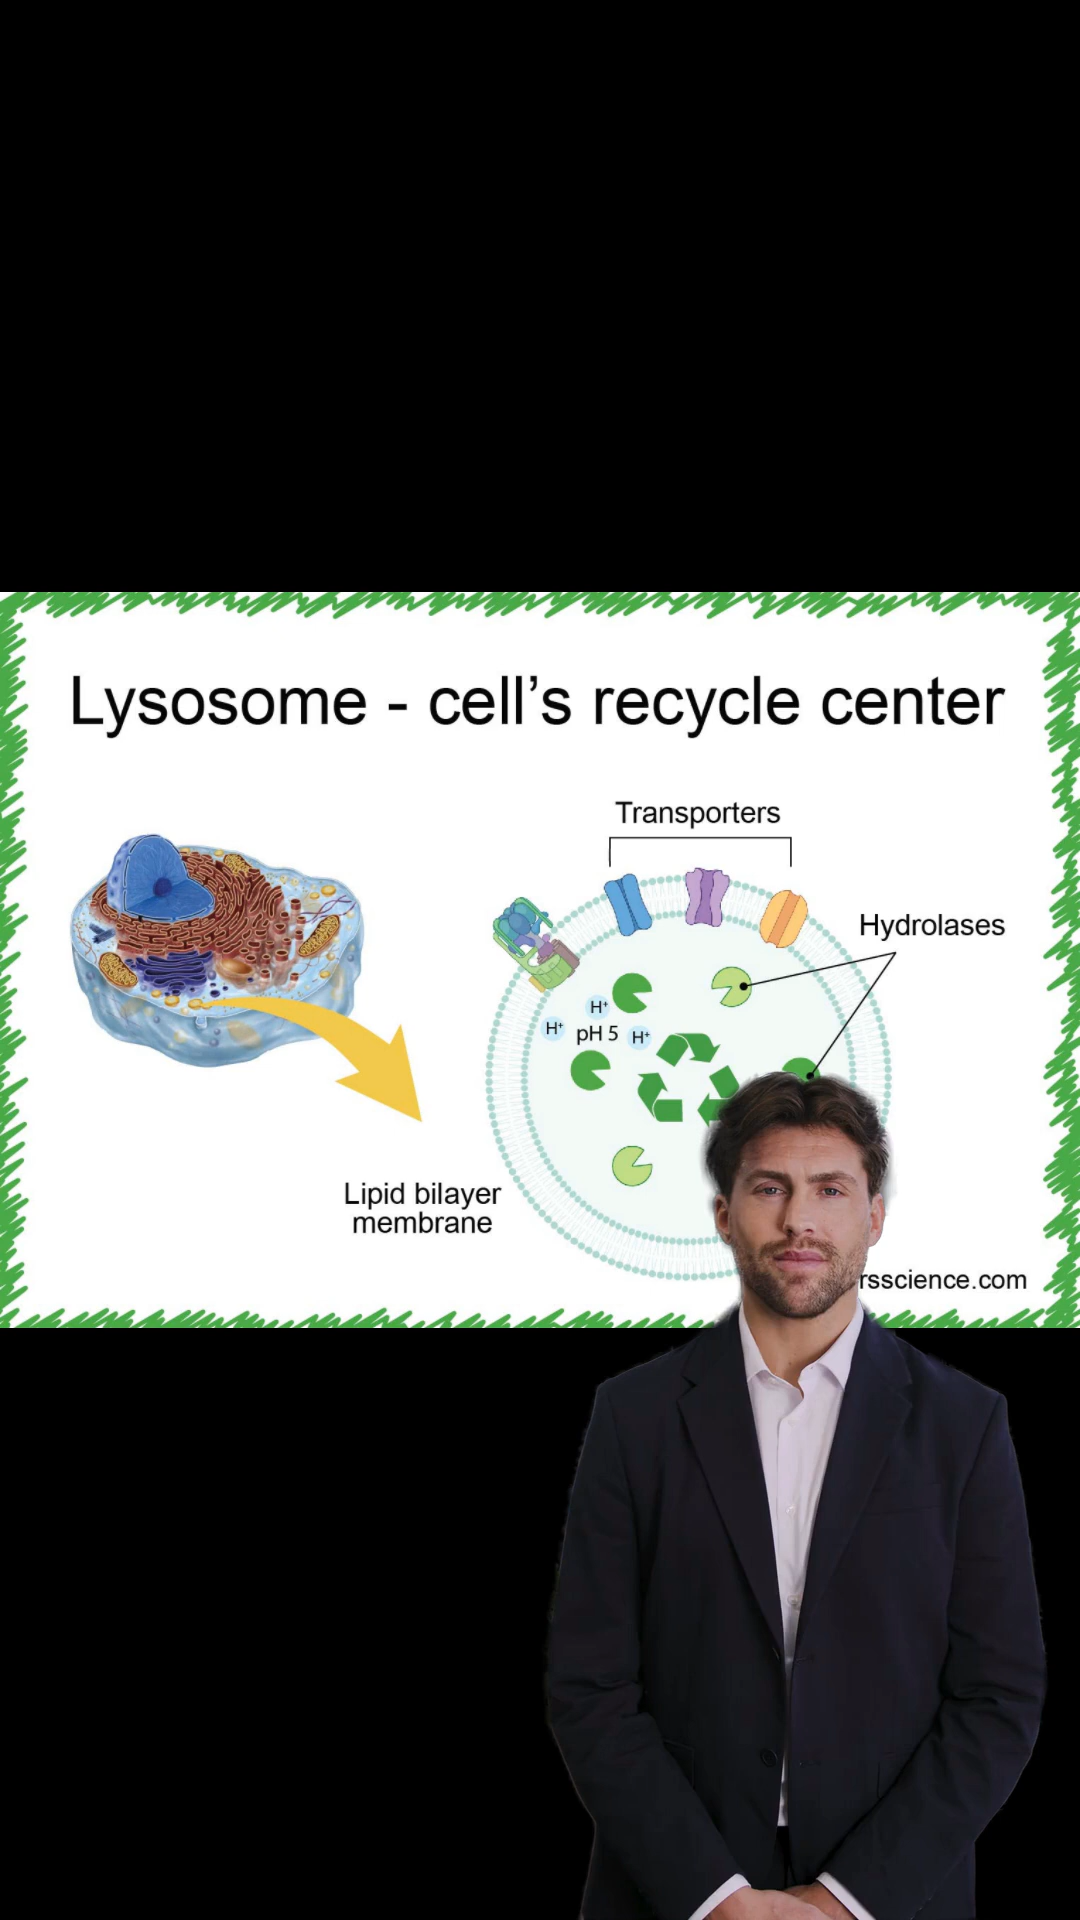 Lysosome - cell’s recycle center
Transporters
Hydrolases
H⁺
H⁺ pH 5 H⁺
Lipid bilayer
membrane
rsscience.com